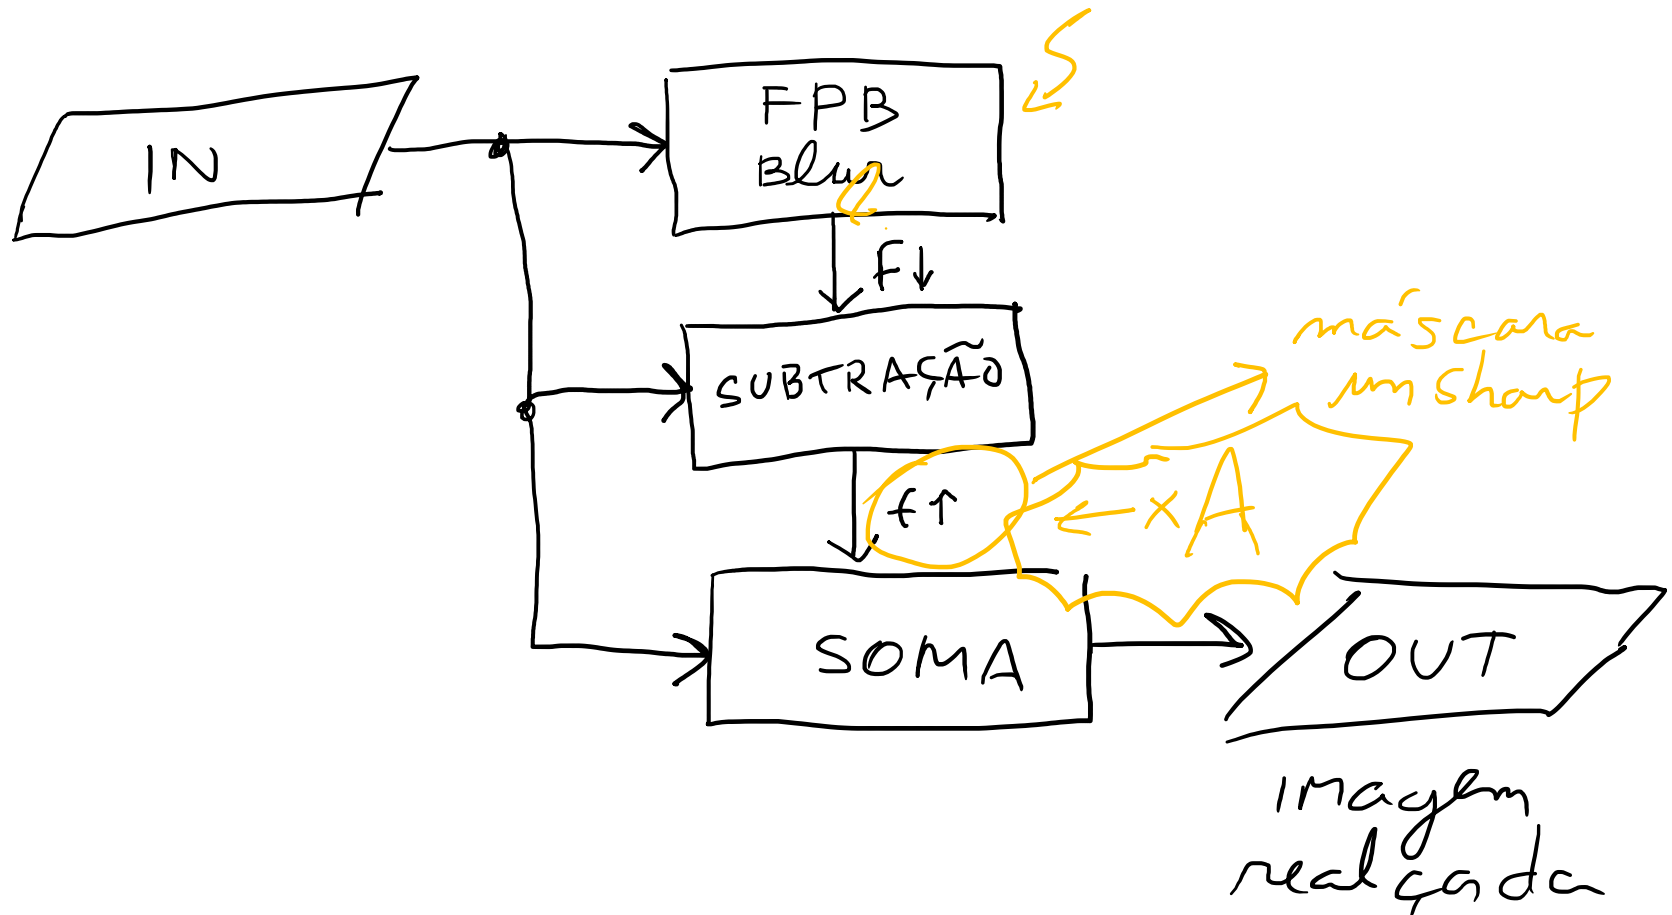 IN
FPB
Blur
F↓
SUBTRAÇÃO
máscara
unsharp
f↑
← x A
SOMA
OUT
imagem
realçada